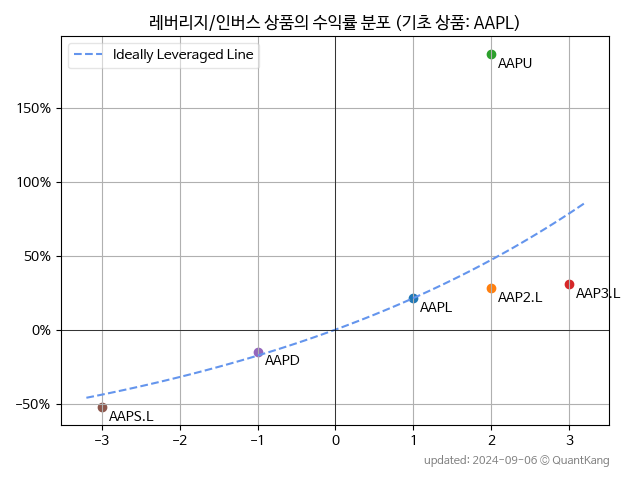 레버리지/인버스 상품의 수익률 분포 (기초 상품: AAPL)
Ideally Leveraged Line
AAPU
150%
100%
50%
AAP2.L
AAP3.L
AAPL
0%
AAPD
−50%
AAPS.L
−3 −2 −1 0 1 2 3
updated: 2024-09-06 © QuantKang